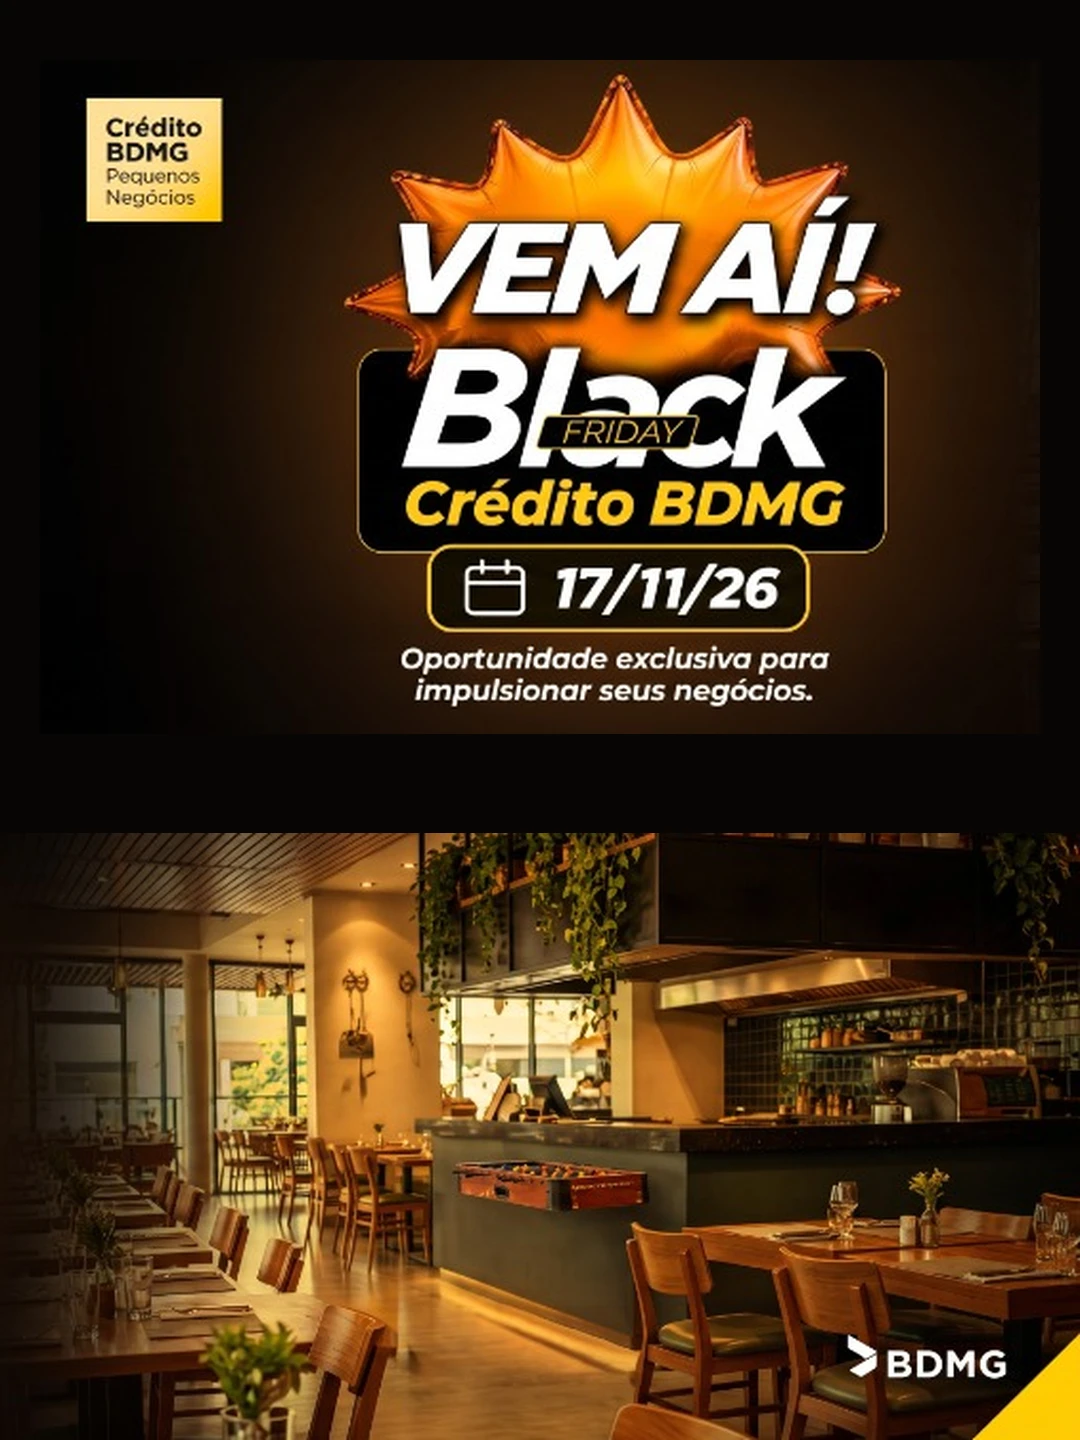 Crédito
BDMG
Pequenos
Negócios
VEM AÍ!
Black
FRIDAY
Crédito BDMG
17/11/26
Oportunidade exclusiva para
impulsionar seus negócios.
BDMG